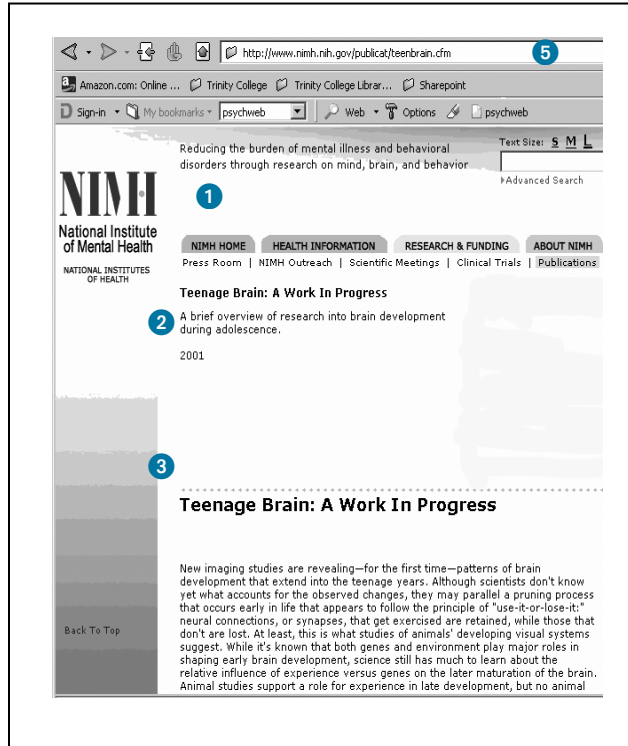 http://www.nimh.nih.gov/publicat/teenbrain.cfm 5
Amazon.com: Online ... Trinity College Trinity College Librar... Sharepoint
Sign-in My bookmarks psychweb Web Options psychweb
Reducing the burden of mental illness and behavioral
disorders through research on mind, brain, and behavior
Text Size: S M L
Advanced Search
1
NIMH
National Institute
of Mental Health
NATIONAL INSTITUTES
OF HEALTH
NIMH HOME HEALTH INFORMATION RESEARCH & FUNDING ABOUT NIMH
Press Room | NIMH Outreach | Scientific Meetings | Clinical Trials | Publications
Teenage Brain: A Work In Progress
2
A brief overview of research into brain development
during adolescence.
2001
3
Teenage Brain: A Work In Progress
New imaging studies are revealing—for the first time—patterns of brain
development that extend into the teenage years. Although scientists don't know
yet what accounts for the observed changes, they may parallel a pruning process
that occurs early in life that appears to follow the principle of "use-it-or-lose-it:"
neural connections, or synapses, that get exercised are retained, while those that
don't are lost. At least, this is what studies of animals' developing visual systems
suggest. While it's known that both genes and environment play major roles in
shaping early brain development, science still has much to learn about the
relative influence of experience versus genes on the later maturation of the brain.
Animal studies support a role for experience in late development, but no animal
Back To Top